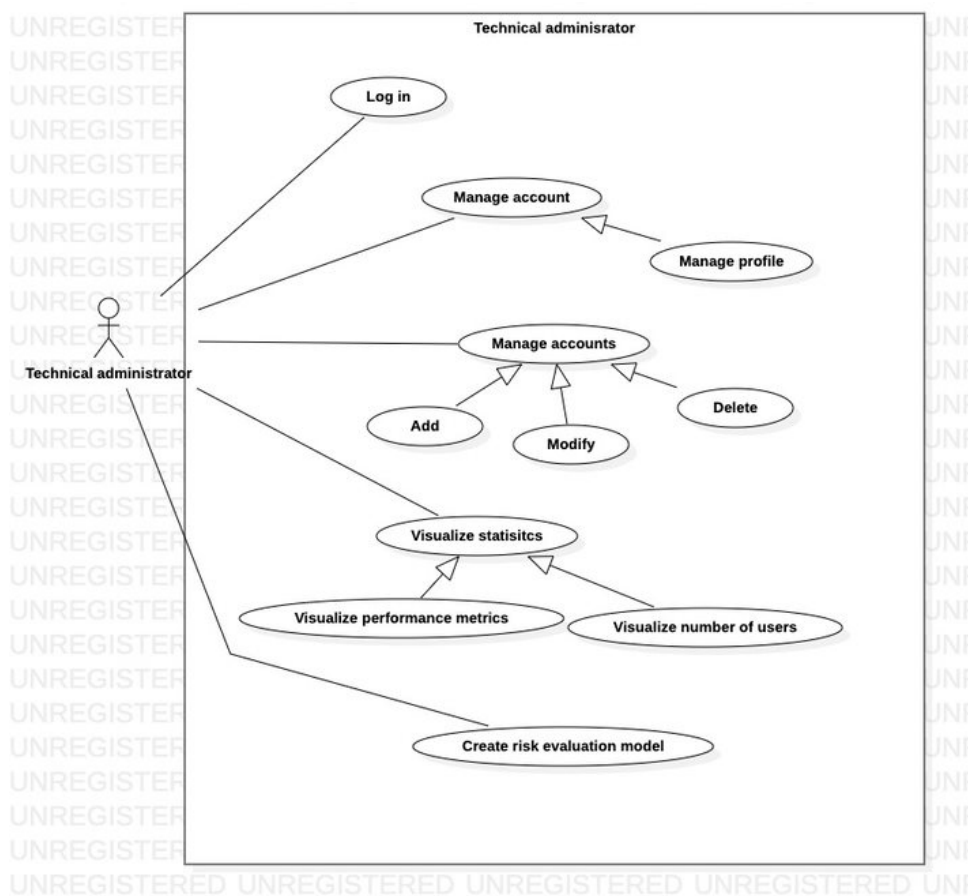 Technical adminisrator
Log in
Manage account
Manage profile
Manage accounts
Technical administrator
Add
Modify
Delete
Visualize statisitcs
Visualize performance metrics
Visualize number of users
Create risk evaluation model
UNREGISTERED UNREGISTERED UNREGISTERED UNREGISTERED